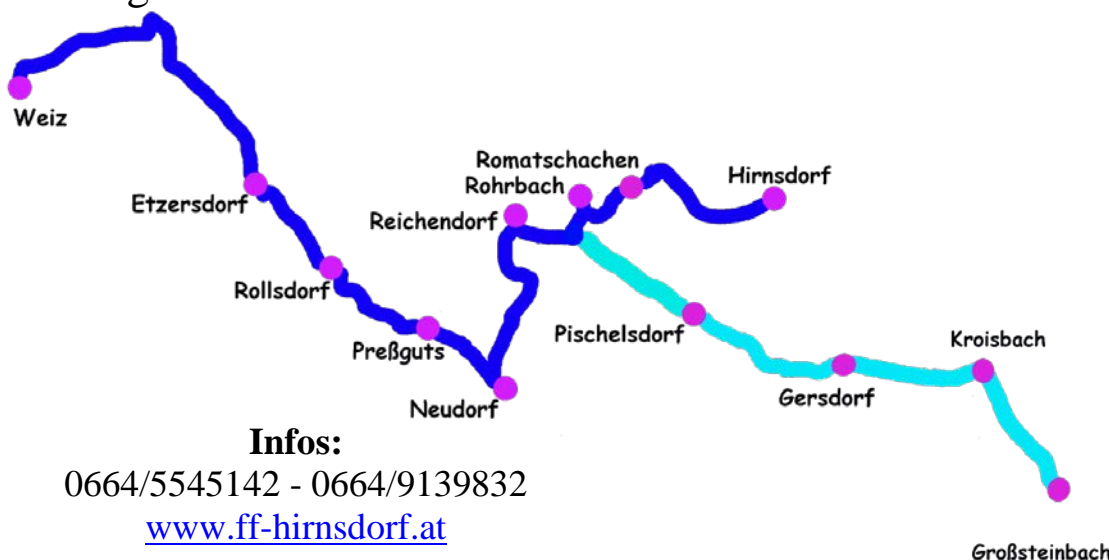 Weiz
Etzersdorf
Rollsdorf
Preßguts
Neudorf
Reichendorf
Rohrbach
Romatschachen
Hirnsdorf
Pischelsdorf
Gersdorf
Kroisbach
Großsteinbach
Infos:
0664/5545142 - 0664/9139832
www.ff-hirnsdorf.at